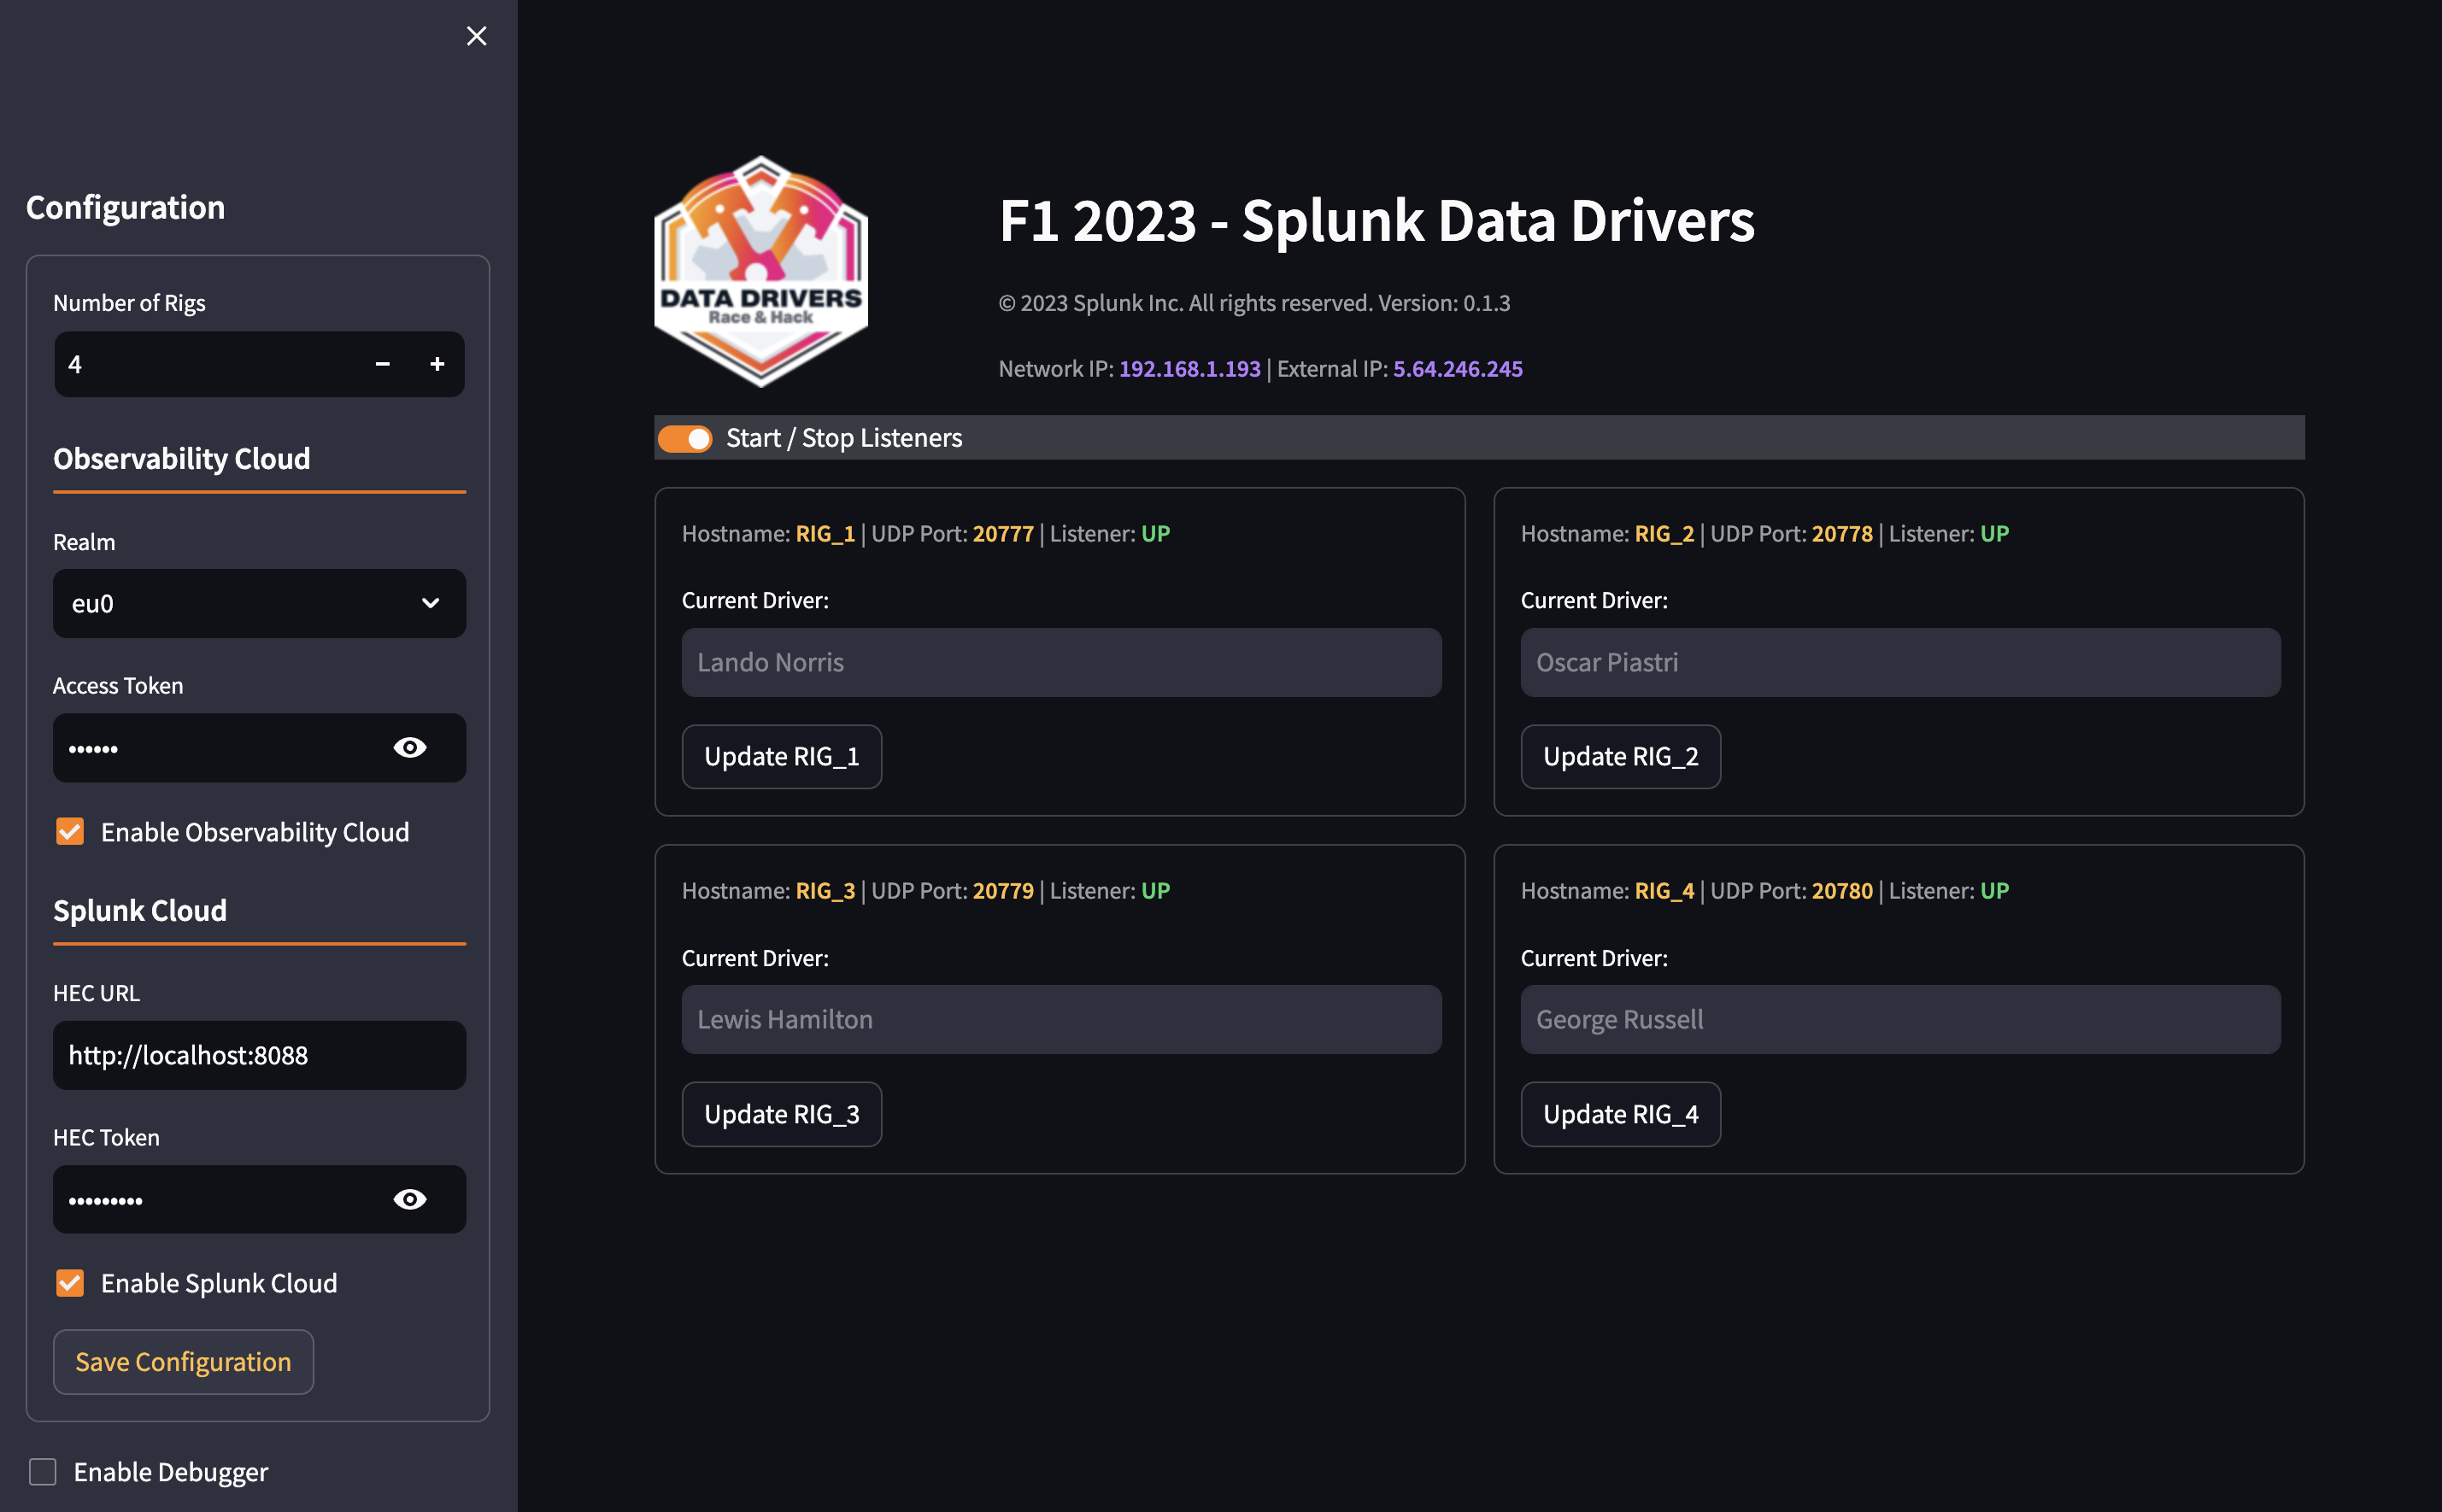 Configuration
Number of Rigs
4
Observability Cloud
Realm
eu0
Access Token
••••••
Enable Observability Cloud
Splunk Cloud
HEC URL
http://localhost:8088
HEC Token
•••••••••
Enable Splunk Cloud
Save Configuration
Enable Debugger
DATA DRIVERS
Race & Hack
F1 2023 - Splunk Data Drivers
© 2023 Splunk Inc. All rights reserved. Version: 0.1.3
Network IP: 192.168.1.193 | External IP: 5.64.246.245
Start / Stop Listeners
Hostname: RIG_1 | UDP Port: 20777 | Listener: UP
Current Driver:
Lando Norris
Update RIG_1
Hostname: RIG_2 | UDP Port: 20778 | Listener: UP
Current Driver:
Oscar Piastri
Update RIG_2
Hostname: RIG_3 | UDP Port: 20779 | Listener: UP
Current Driver:
Lewis Hamilton
Update RIG_3
Hostname: RIG_4 | UDP Port: 20780 | Listener: UP
Current Driver:
George Russell
Update RIG_4